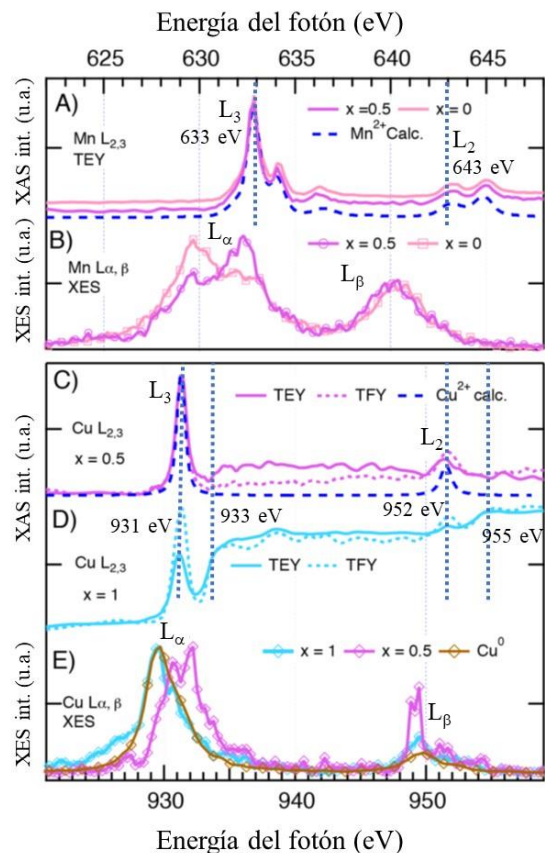 Energía del fotón (eV)
625 630 635 640 645
A)
Mn L2,3
TEY
L3
633 eV
x =0.5 x = 0
Mn2+Calc.
L2
643 eV
XAS int. (u.a.)
B)
Mn Lα, β
XES
Lα
Lβ
x = 0.5 x = 0
XES int. (u.a.)
C)
Cu L2,3
x = 0.5
L3
TEY TFY Cu2+ calc.
L2
XAS int. (u.a.)
D)
Cu L2,3
x = 1
931 eV
933 eV
952 eV
955 eV
TEY TFY
E)
Cu Lα, β
XES
Lα
Lβ
x = 1 x = 0.5 Cu0
XES int. (u.a.)
930 940 950
Energía del fotón (eV)